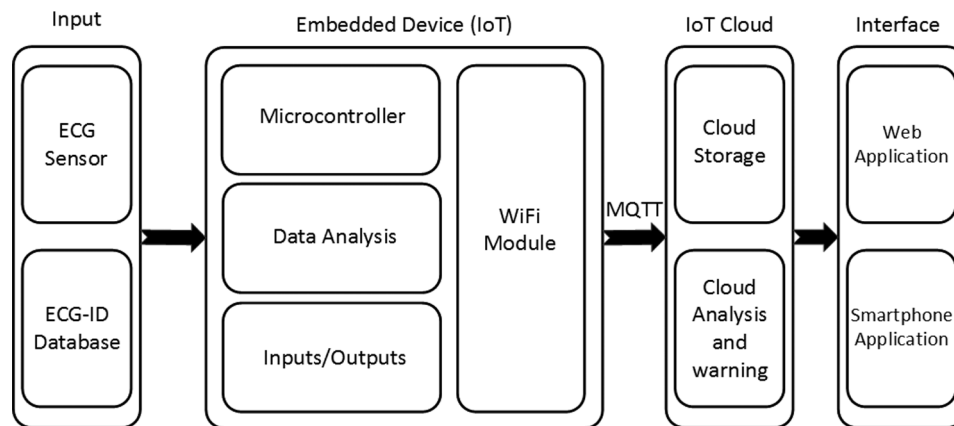 Input
Embedded Device (IoT)
IoT Cloud
Interface
ECG
Sensor
ECG-ID
Database
Microcontroller
Data Analysis
Inputs/Outputs
WiFi
Module
MQTT
Cloud
Storage
Cloud
Analysis
and
warning
Web
Application
Smartphone
Application